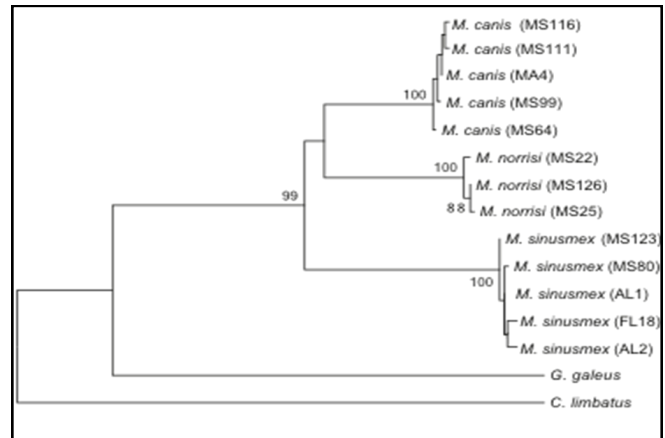 M. canis (MS116)
M. canis (MS111)
M. canis (MA4)
100
M. canis (MS99)
M. canis (MS64)
M. norrisi (MS22)
100
M. norrisi (MS126)
99
88
M. norrisi (MS25)
M. sinusmex (MS123)
M. sinusmex (MS80)
100
M. sinusmex (AL1)
M. sinusmex (FL18)
M. sinusmex (AL2)
G. galeus
C. limbatus